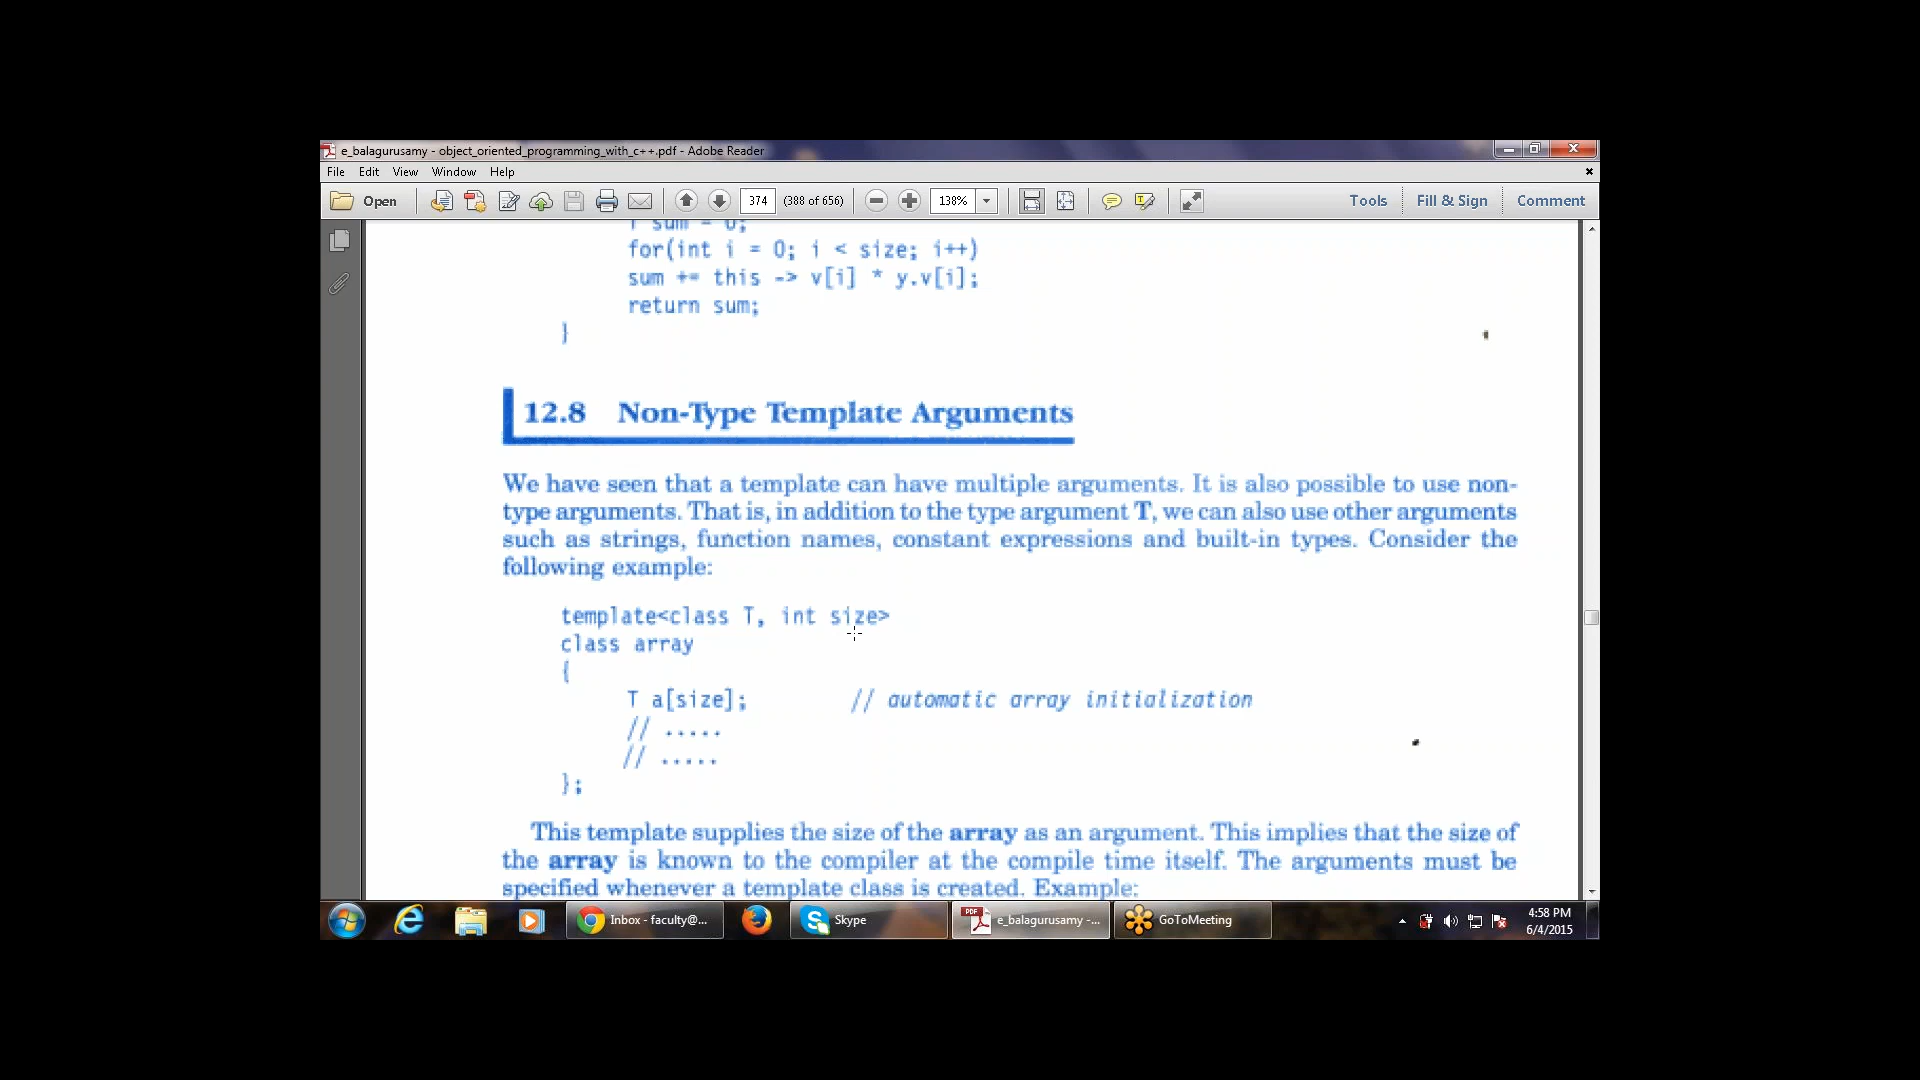 e_balagurusamy - object_oriented_programming_with_c++.pdf - Adobe Reader
File Edit View Window Help
Open 374 (388 of 656) 138% Tools Fill & Sign Comment
T sum = 0;
for(int i = 0; i < size; i++)
sum += this -> v[i] * y.v[i];
return sum;
}
12.8 Non-Type Template Arguments
We have seen that a template can have multiple arguments. It is also possible to use non-
type arguments. That is, in addition to the type argument T, we can also use other arguments
such as strings, function names, constant expressions and built-in types. Consider the
following example:
template<class T, int size>
class array
{
T a[size]; // automatic array initialization
// .....
// .....
};
This template supplies the size of the array as an argument. This implies that the size of
the array is known to the compiler at the compile time itself. The arguments must be
specified whenever a template class is created. Example:
Inbox - faculty@... Skype e_balagurusamy -... GoToMeeting 4:58 PM
6/4/2015